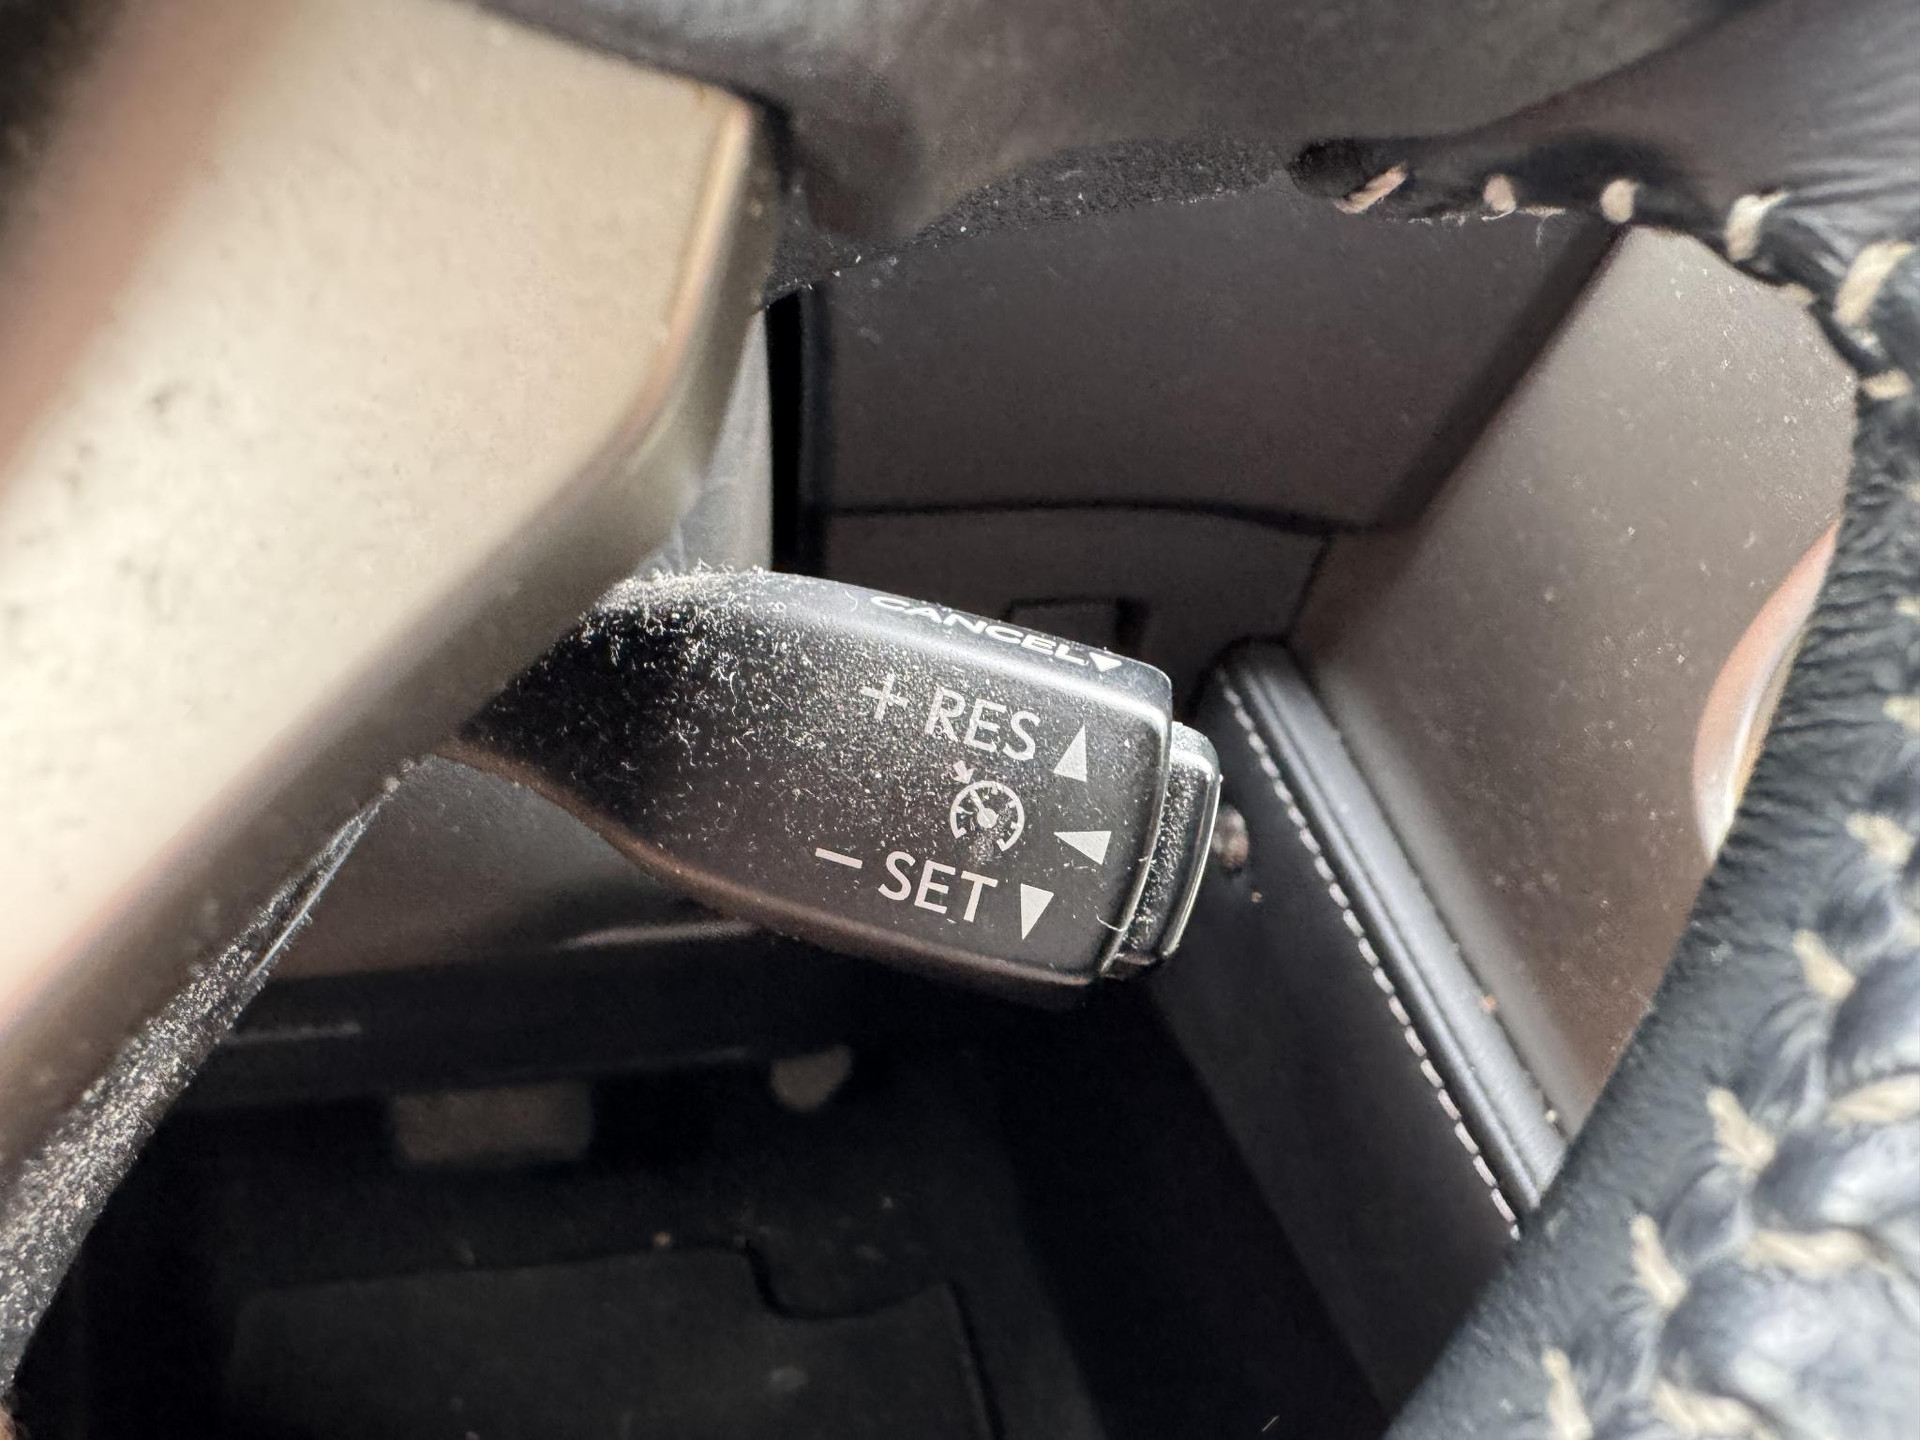 CANCEL▼
+ RES ▲
◀
− SET ▼